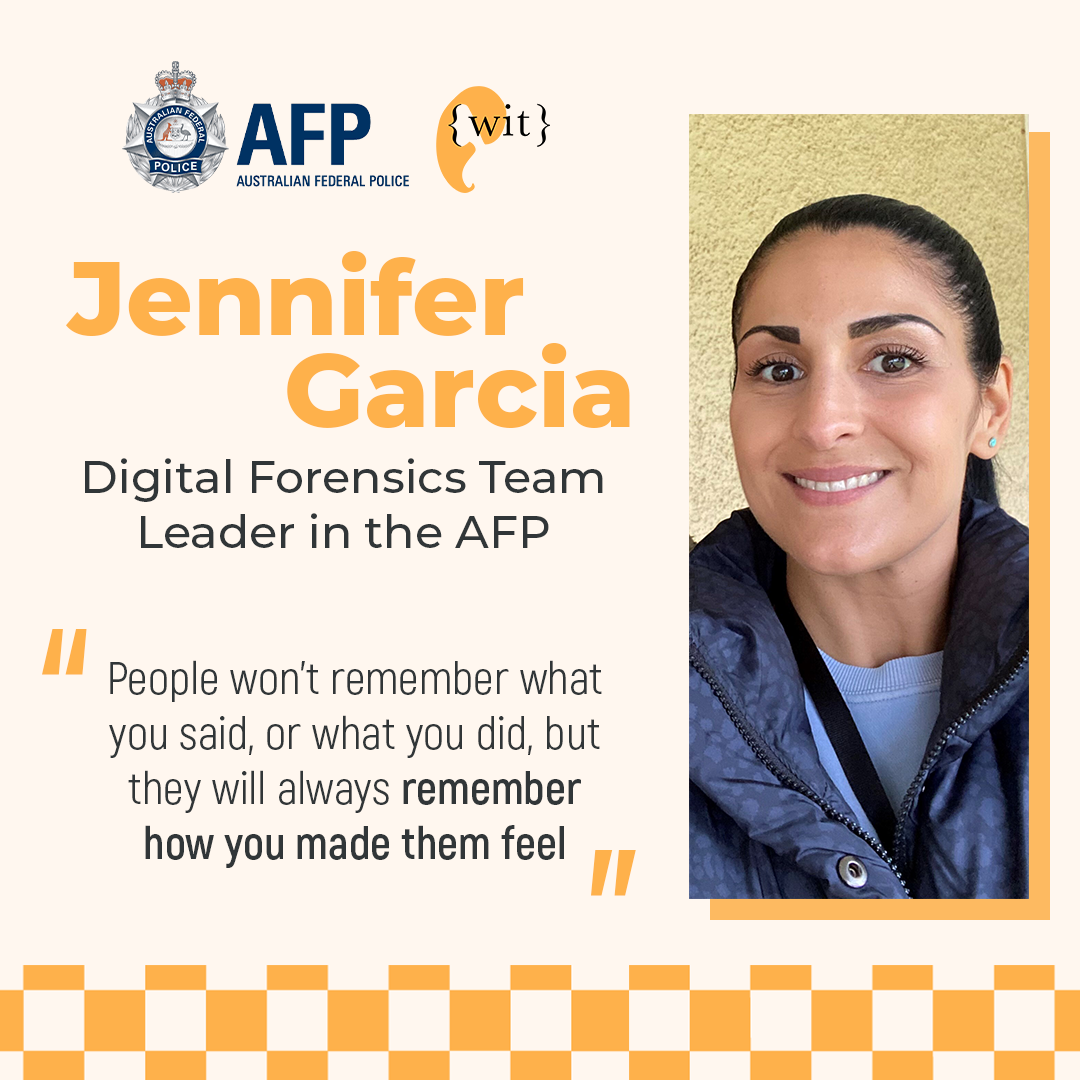 AUSTRALIAN FEDERAL
POLICE
AFP
AUSTRALIAN FEDERAL POLICE
{wit}
Jennifer
Garcia
Digital Forensics Team
Leader in the AFP
"
People won't remember what
you said, or what you did, but
they will always remember
how you made them feel
"